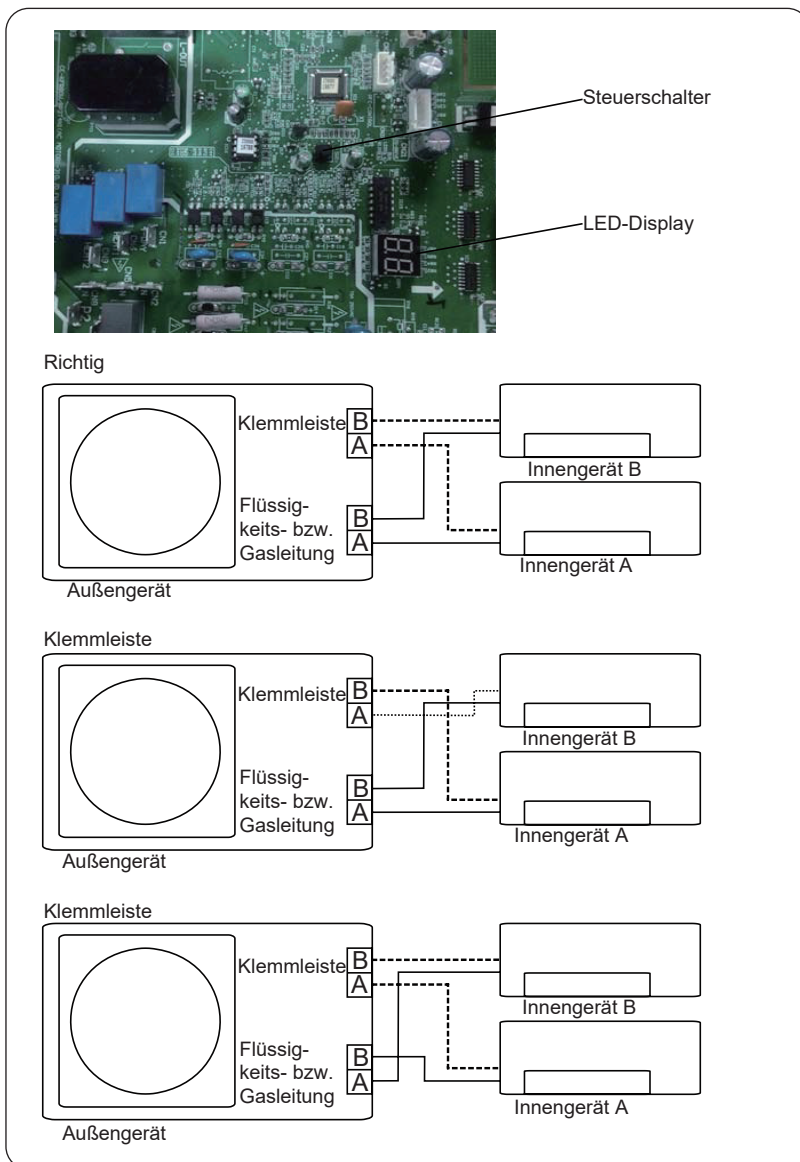 Steuerschalter
LED-Display
Richtig
Klemmleiste
B
A
Flüssig-
keits- bzw.
Gasleitung
B
A
Außengerät
Innengerät B
Innengerät A
Klemmleiste
Klemmleiste
B
A
Flüssig-
keits- bzw.
Gasleitung
B
A
Außengerät
Innengerät B
Innengerät A
Klemmleiste
Klemmleiste
B
A
Flüssig-
keits- bzw.
Gasleitung
B
A
Außengerät
Innengerät B
Innengerät A